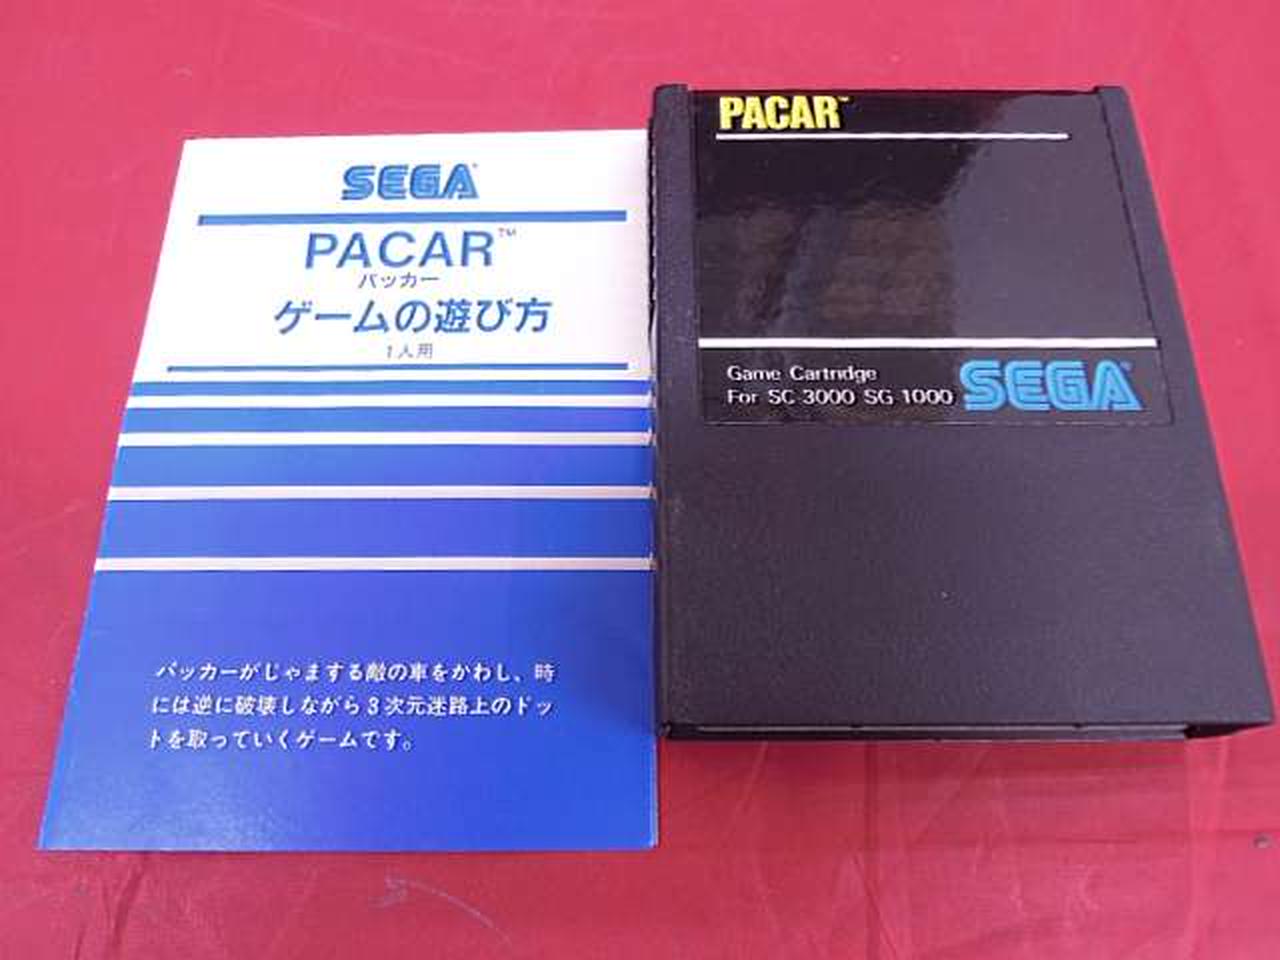 SEGA
PACAR™
パッカー
ゲームの遊び方
1人用
パッカーがじゃまする敵の車をかわし、時
には逆に破壊しながら3次元迷路上のドッ
トを取っていくゲームです。
PACAR™
Game Cartridge
For SC 3000 SG 1000
SEGA